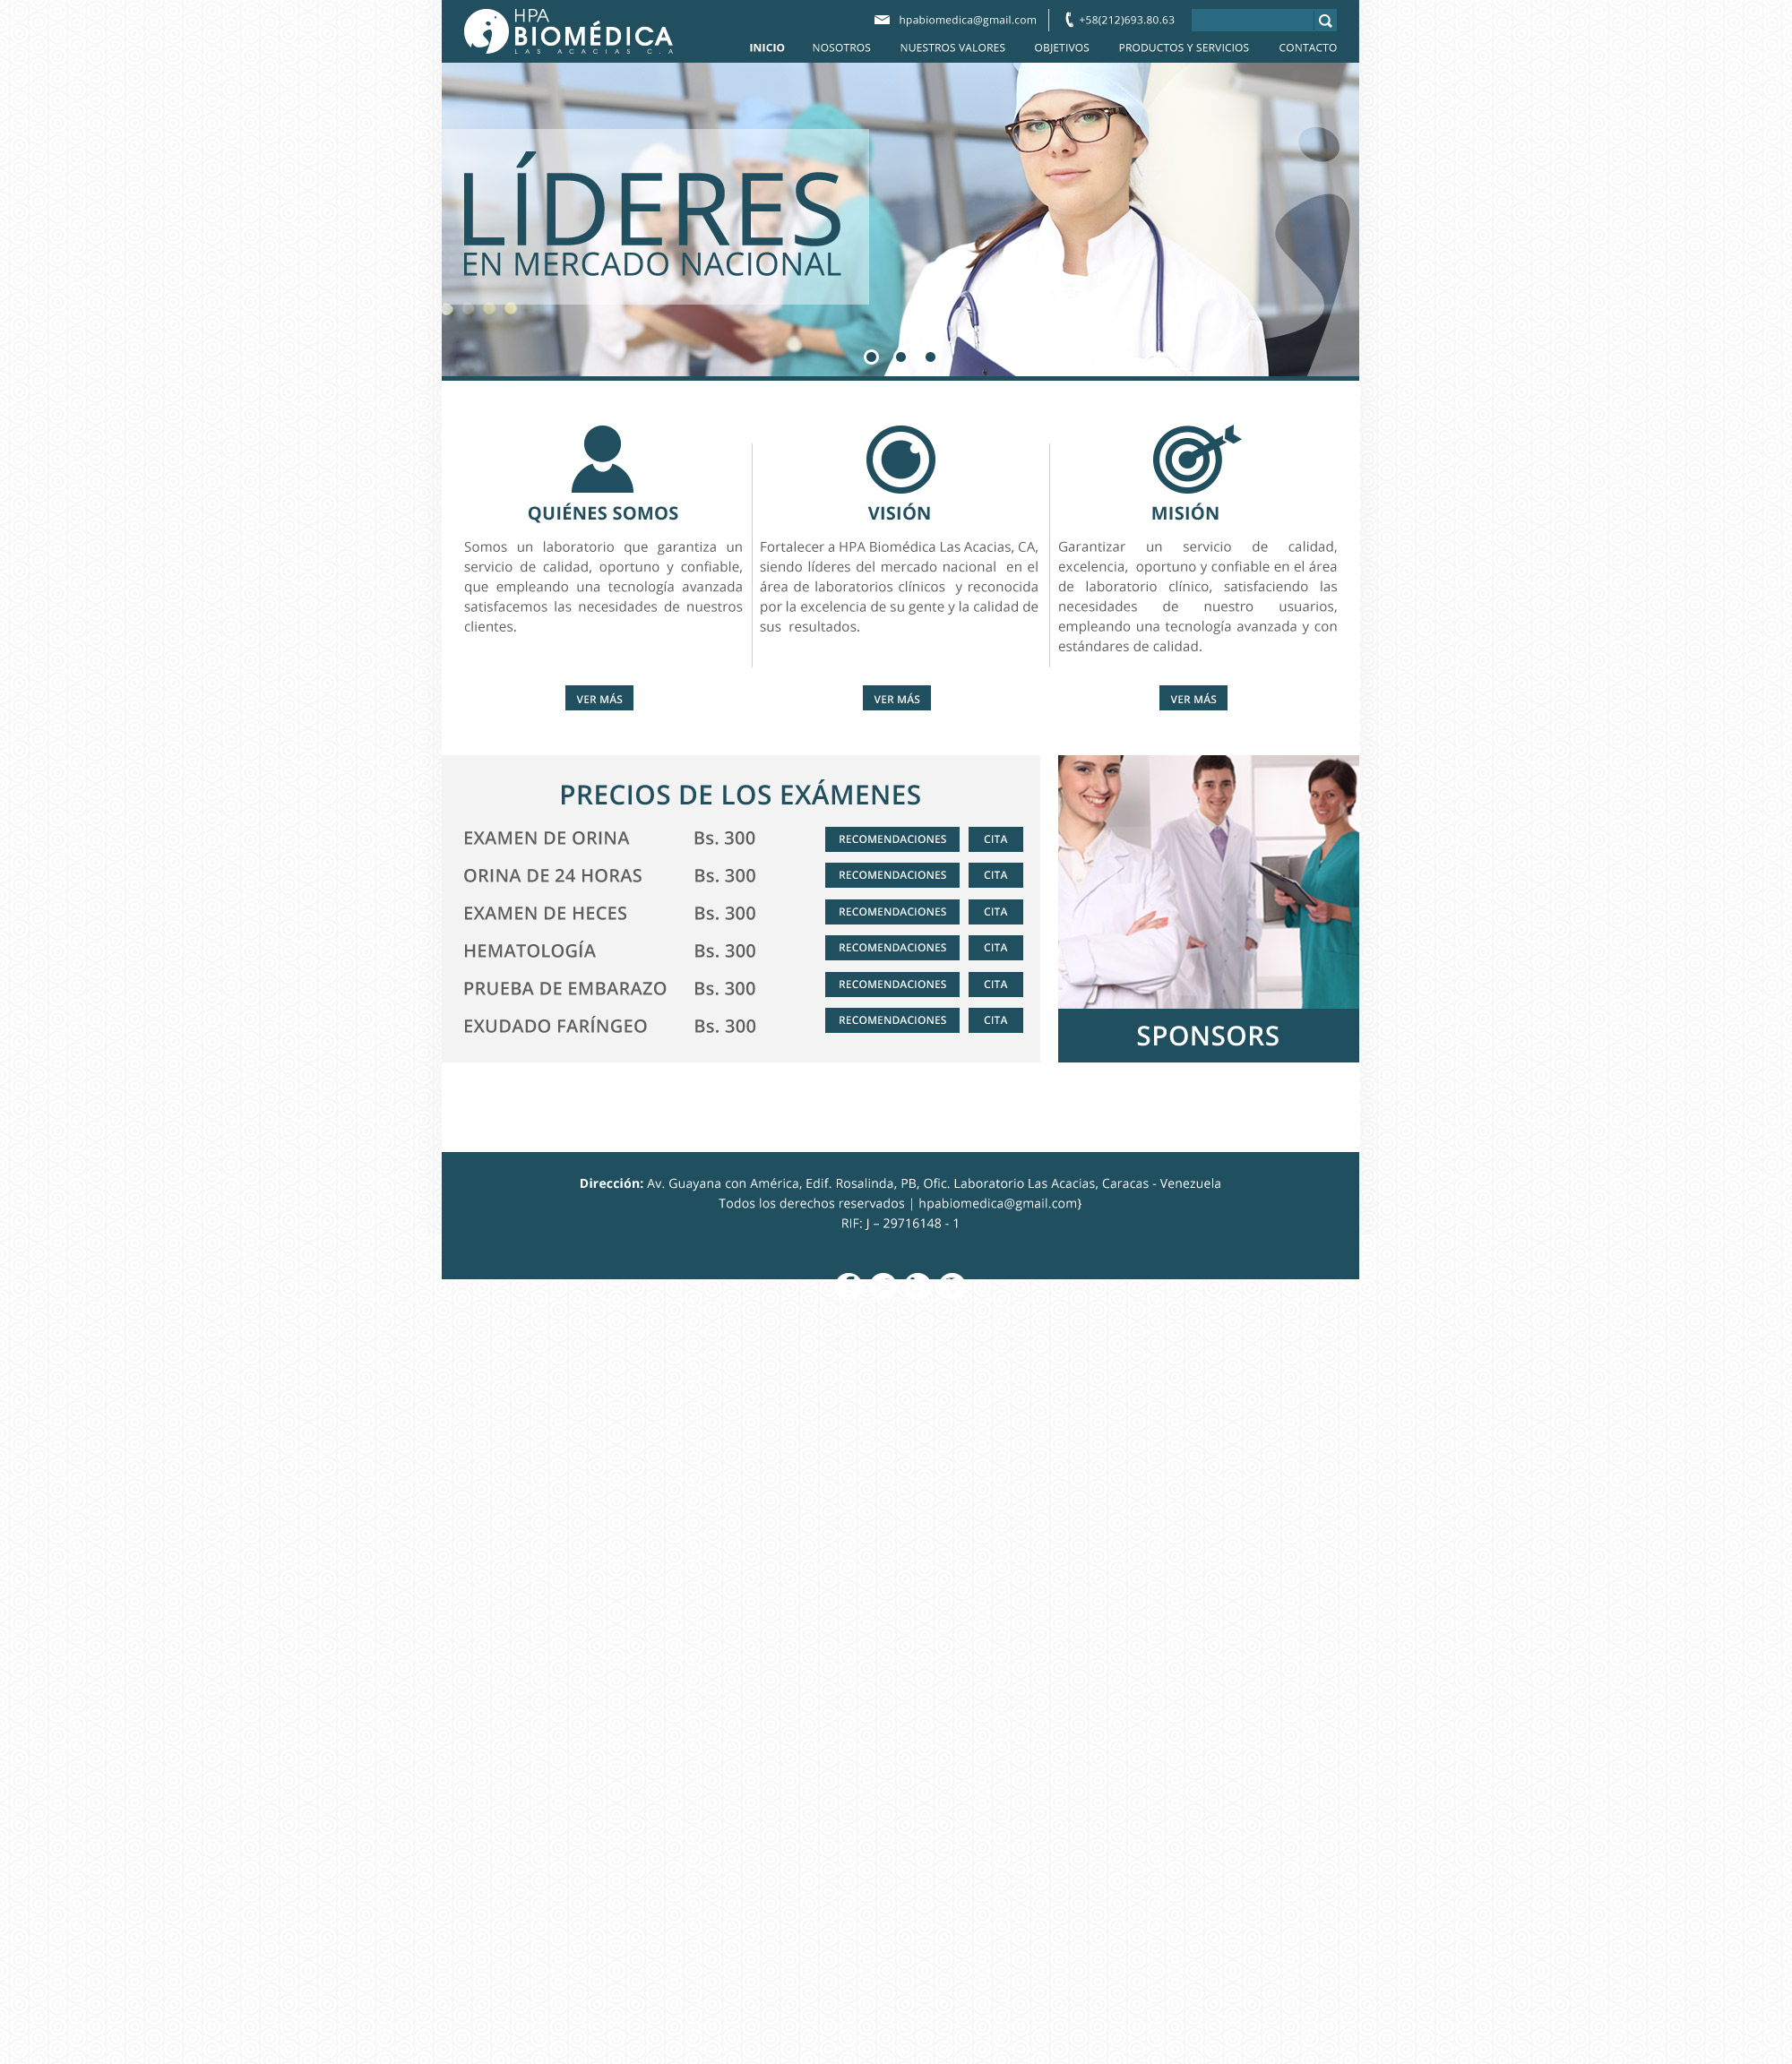 HPA
BIOMÉDICA
LAS ACACIAS C.A
hpabiomedica@gmail.com
+58(212)693.80.63
INICIO NOSOTROS NUESTROS VALORES OBJETIVOS PRODUCTOS Y SERVICIOS CONTACTO
LÍDERES
EN MERCADO NACIONAL
QUIÉNES SOMOS
Somos un laboratorio que garantiza un
servicio de calidad, oportuno y confiable,
que empleando una tecnología avanzada
satisfacemos las necesidades de nuestros
clientes.
VER MÁS
VISIÓN
Fortalecer a HPA Biomédica Las Acacias, CA,
siendo líderes del mercado nacional en el
área de laboratorios clínicos y reconocida
por la excelencia de su gente y la calidad de
sus resultados.
VER MÁS
MISIÓN
Garantizar un servicio de calidad,
excelencia, oportuno y confiable en el área
de laboratorio clínico, satisfaciendo las
necesidades de nuestro usuarios,
empleando una tecnología avanzada y con
estándares de calidad.
VER MÁS
PRECIOS DE LOS EXÁMENES
EXAMEN DE ORINA Bs. 300 RECOMENDACIONES CITA
ORINA DE 24 HORAS Bs. 300 RECOMENDACIONES CITA
EXAMEN DE HECES Bs. 300 RECOMENDACIONES CITA
HEMATOLOGÍA Bs. 300 RECOMENDACIONES CITA
PRUEBA DE EMBARAZO Bs. 300 RECOMENDACIONES CITA
EXUDADO FARÍNGEO Bs. 300 RECOMENDACIONES CITA
SPONSORS
Dirección: Av. Guayana con América, Edif. Rosalinda, PB, Ofic. Laboratorio Las Acacias, Caracas - Venezuela
Todos los derechos reservados | hpabiomedica@gmail.com}
RIF: J – 29716148 - 1